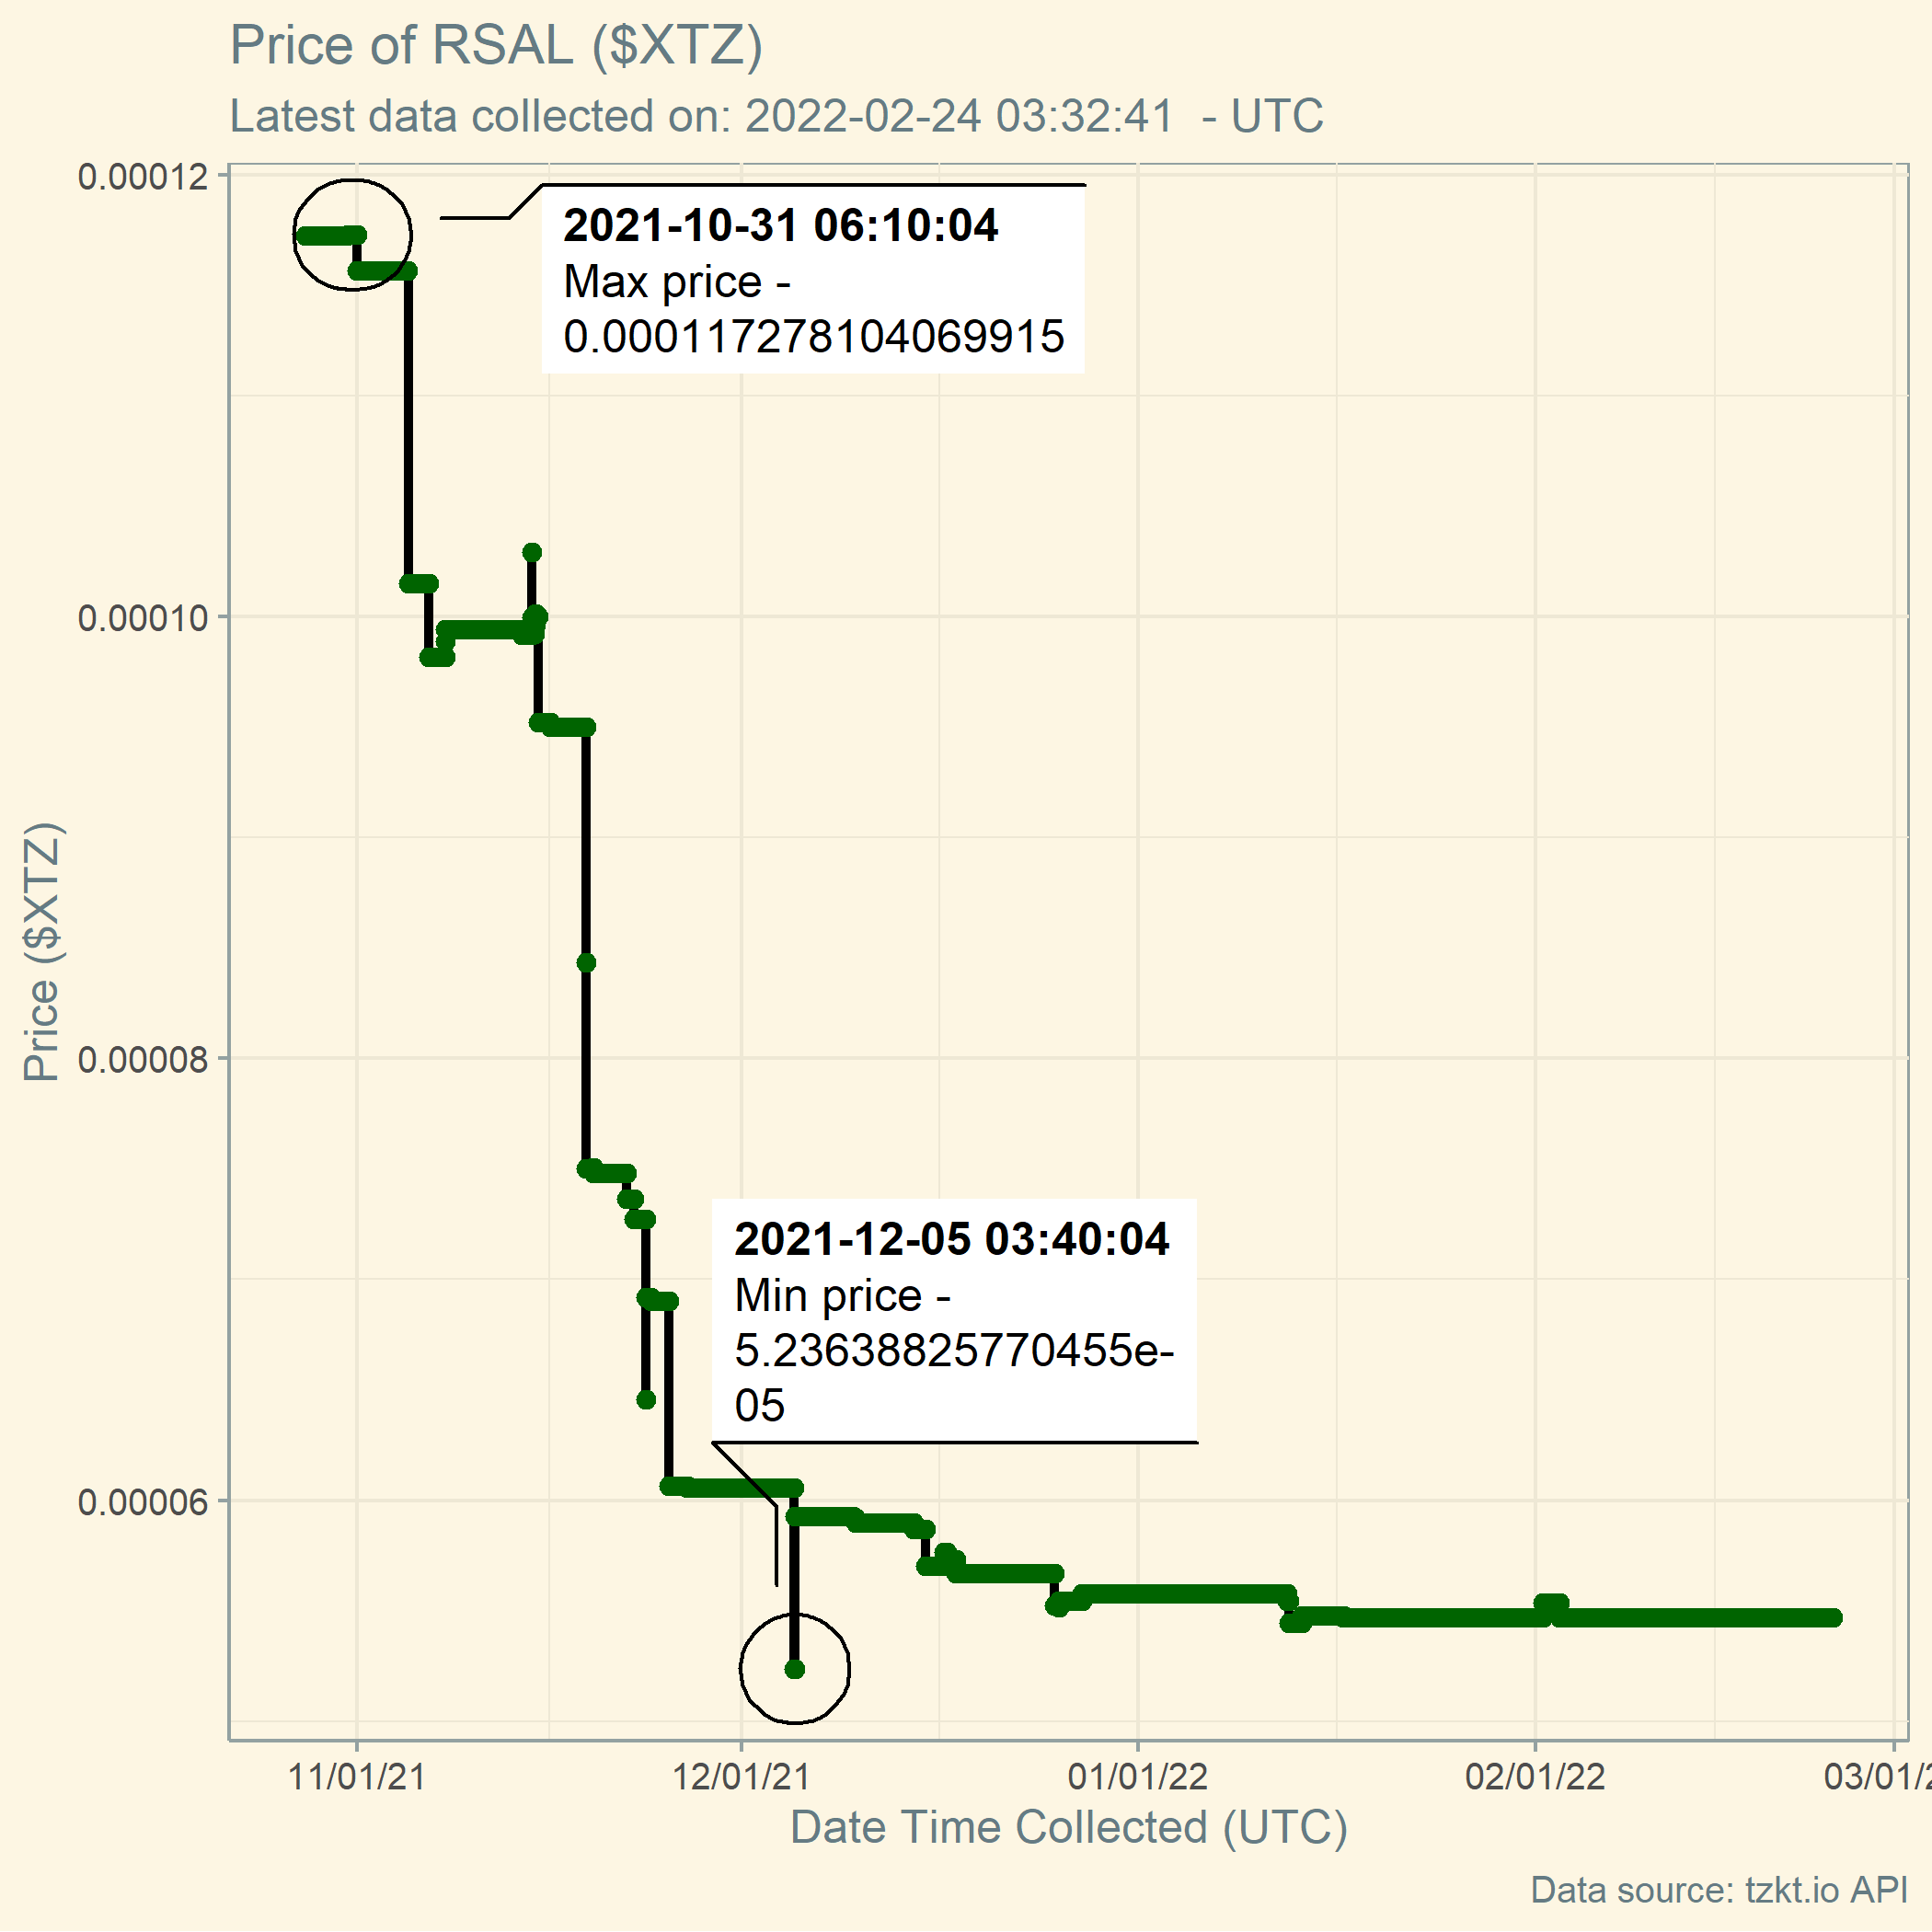 Price of RSAL ($XTZ)
Latest data collected on: 2022-02-24 03:32:41  - UTC
0.00012
2021-10-31 06:10:04
Max price -
0.000117278104069915
0.00010
Price ($XTZ)
0.00008
2021-12-05 03:40:04
Min price -
5.23638825770455e-
05
0.00006
11/01/21
12/01/21
01/01/22
02/01/22
03/01/2
Date Time Collected (UTC)
Data source: tzkt.io API